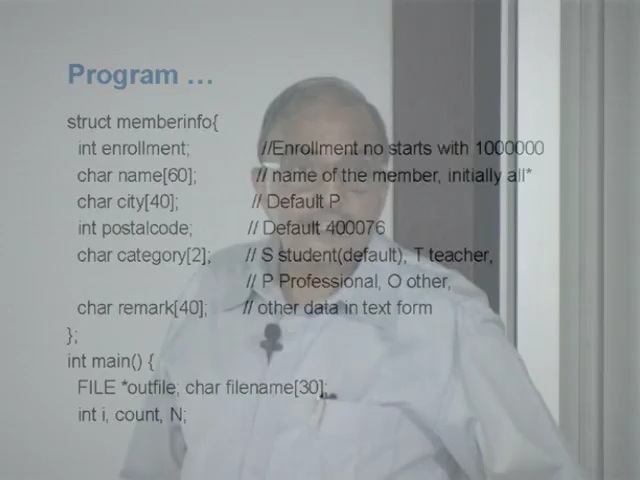 Program ...
struct memberinfo{
int enrollment; //Enrollment no starts with 1000000
char name[60]; // name of the member, initially all*
char city[40]; // Default P
int postalcode; // Default 400076
char category[2]; // S student(default), T teacher,
// P Professional, O other,
char remark[40]; // other data in text form
};
int main() {
FILE *outfile; char filename[30];
int i, count, N;